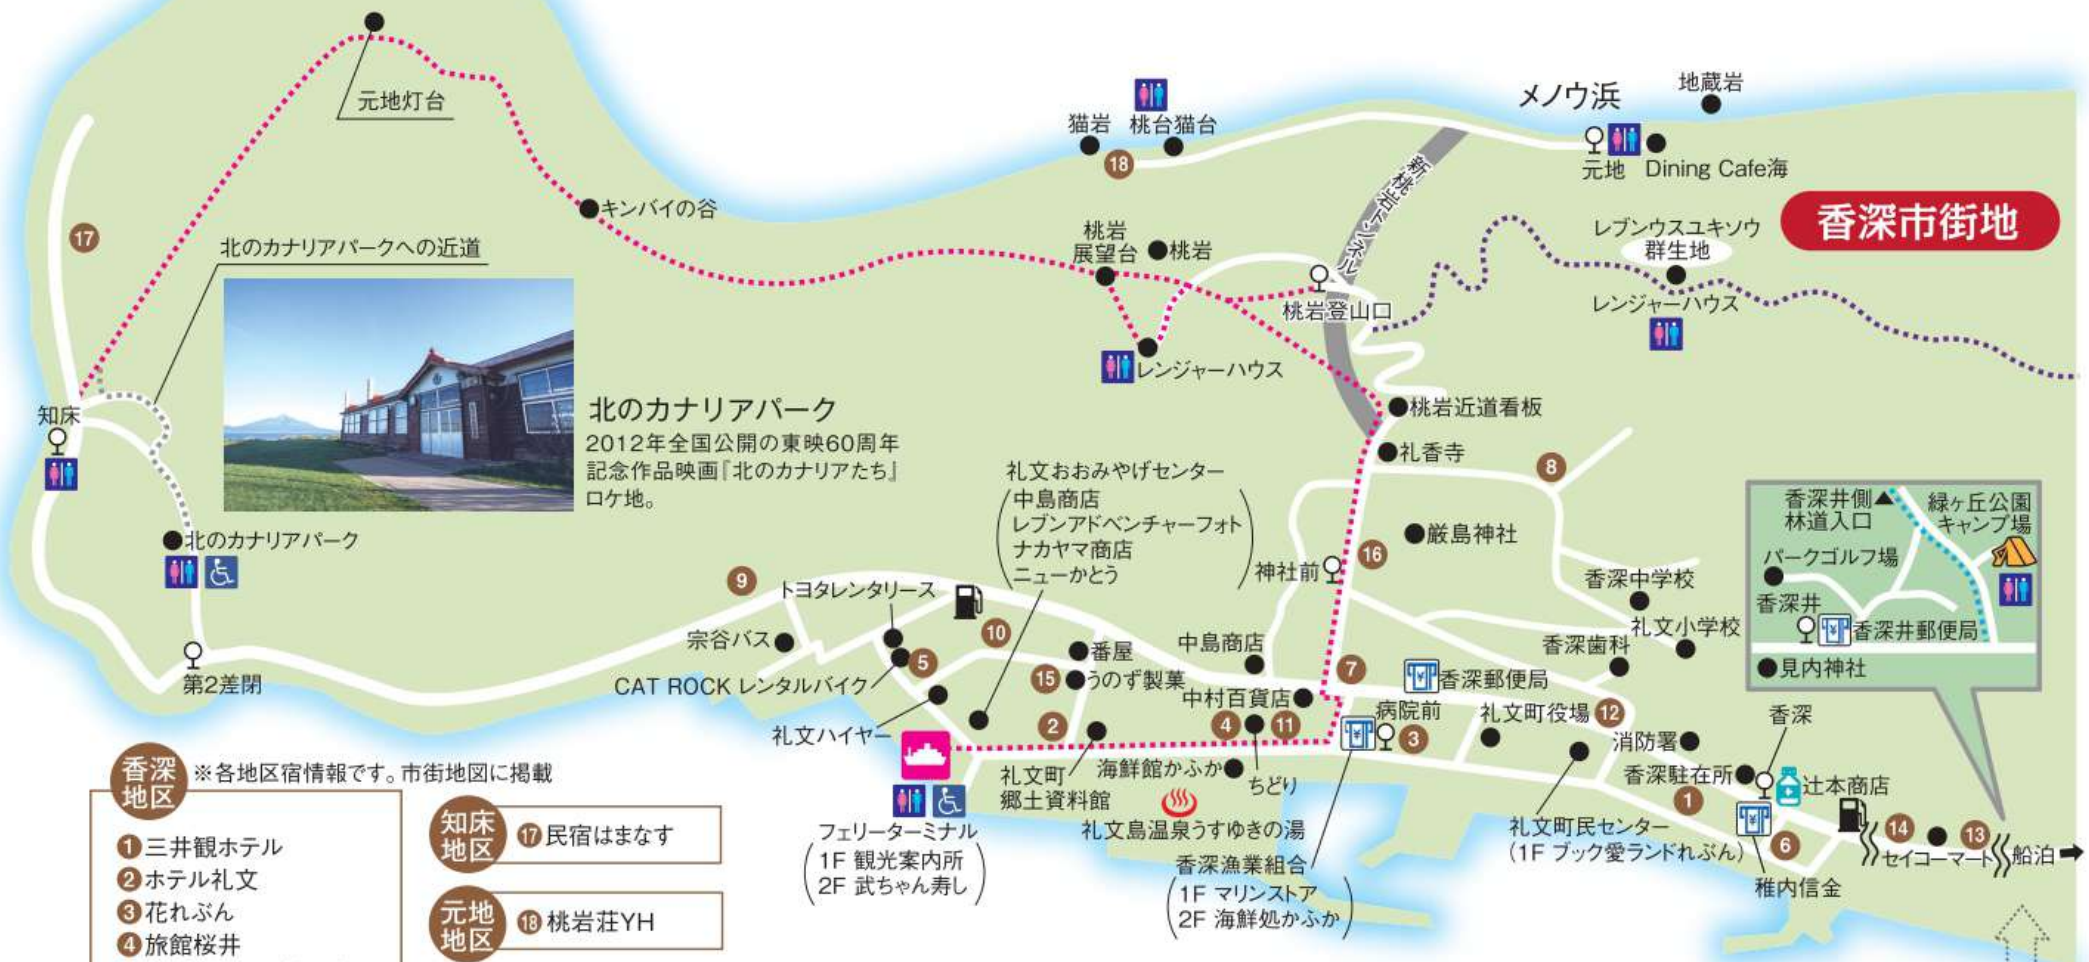 元地灯台
キンバイの谷
猫岩
桃台猫台
18
メノウ浜
地蔵岩
元地
Dining Cafe海
新桃岩トンネル
香深市街地
レブンウスユキソウ
群生地
レンジャーハウス
桃岩
展望台
桃岩
桃岩登山口
レンジャーハウス
桃岩近道看板
礼香寺
17
北のカナリアパークへの近道
知床
北のカナリアパーク
2012年全国公開の東映60周年
記念作品映画『北のカナリアたち』
ロケ地。
北のカナリアパーク
第2差閉
礼文おおみやげセンター
中島商店
レブンアドベンチャーフォト
ナカヤマ商店
ニューかとう
8
厳島神社
16
神社前
香深中学校
礼文小学校
香深歯科
香深井側
林道入口
緑ヶ丘公園
キャンプ場
パークゴルフ場
香深井
香深井郵便局
見内神社
9
トヨタレンタリース
宗谷バス
10
5
CAT ROCK レンタルバイク
礼文ハイヤー
番屋
15
うのず製菓
中島商店
中村百貨店
7
香深郵便局
2
4
11
病院前
3
礼文町役場
12
消防署
香深
香深駐在所
1
辻本商店
礼文町
郷土資料館
海鮮館かふか
ちどり
礼文島温泉うすゆきの湯
フェリーターミナル
(1F 観光案内所
2F 武ちゃん寿し)
香深漁業組合
(1F マリンストア
2F 海鮮処かふか)
礼文町民センター
(1F ブック愛ランドれぶん)
6
稚内信金
14
セイコーマート
13
船泊
香深
地区
※各地区宿情報です。市街地図に掲載
1 三井観ホテル
2 ホテル礼文
3 花れぶん
4 旅館桜井
知床
地区
17 民宿はまなす
元地
地区
18 桃岩荘YH